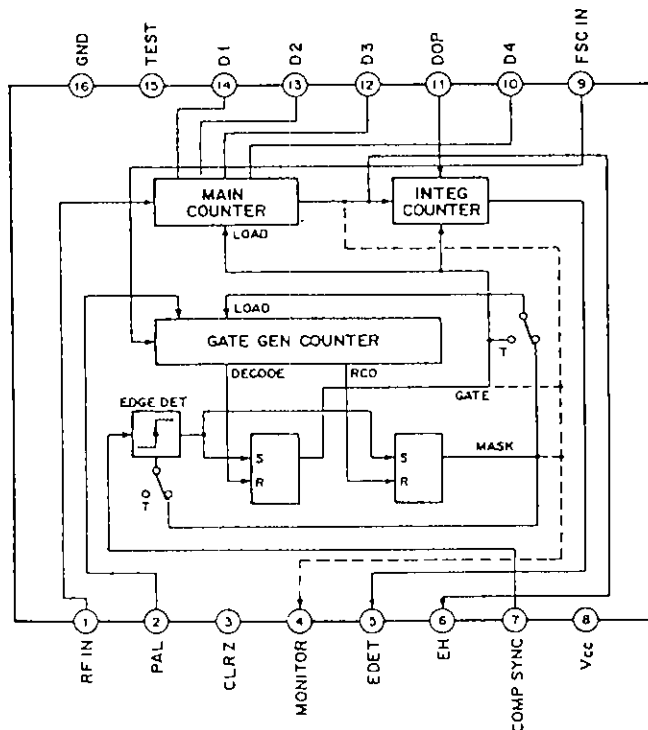 GND
TEST
D1
D2
D3
DOP
D4
FSC IN
16
15
14
13
12
11
10
9
MAIN
COUNTER
INTEG
COUNTER
LOAD
LOAD
GATE GEN COUNTER
T
DECODE
RCO
GATE
EDGE DET
S
R
S
R
MASK
T
1
2
3
4
5
6
7
8
RF IN
PAL
CLRZ
MONITOR
EDET
EH
COMP SYNC
Vcc